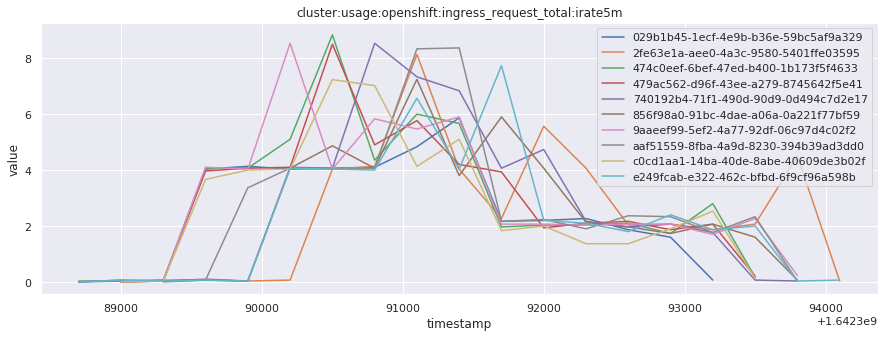 cluster:usage:openshift:ingress_request_total:irate5m
029b1b45-1ecf-4e9b-b36e-59bc5af9a329
2fe63e1a-aee0-4a3c-9580-5401ffe03595
474c0eef-6bef-47ed-b400-1b173f5f4633
479ac562-d96f-43ee-a279-8745642f5e41
740192b4-71f1-490d-90d9-0d494c7d2e17
856f98a0-91bc-4dae-a06a-0a221f77bf59
9aaeef99-5ef2-4a77-92df-06c97d4c02f2
aaf51559-8fba-4a9d-8230-394b39ad3dd0
c0cd1aa1-14ba-40de-8abe-40609de3b02f
e249fcab-e322-462c-bfbd-6f9cf96a598b
value
8
6
4
2
0
89000 90000 91000 92000 93000 94000
+1.6423e9
timestamp